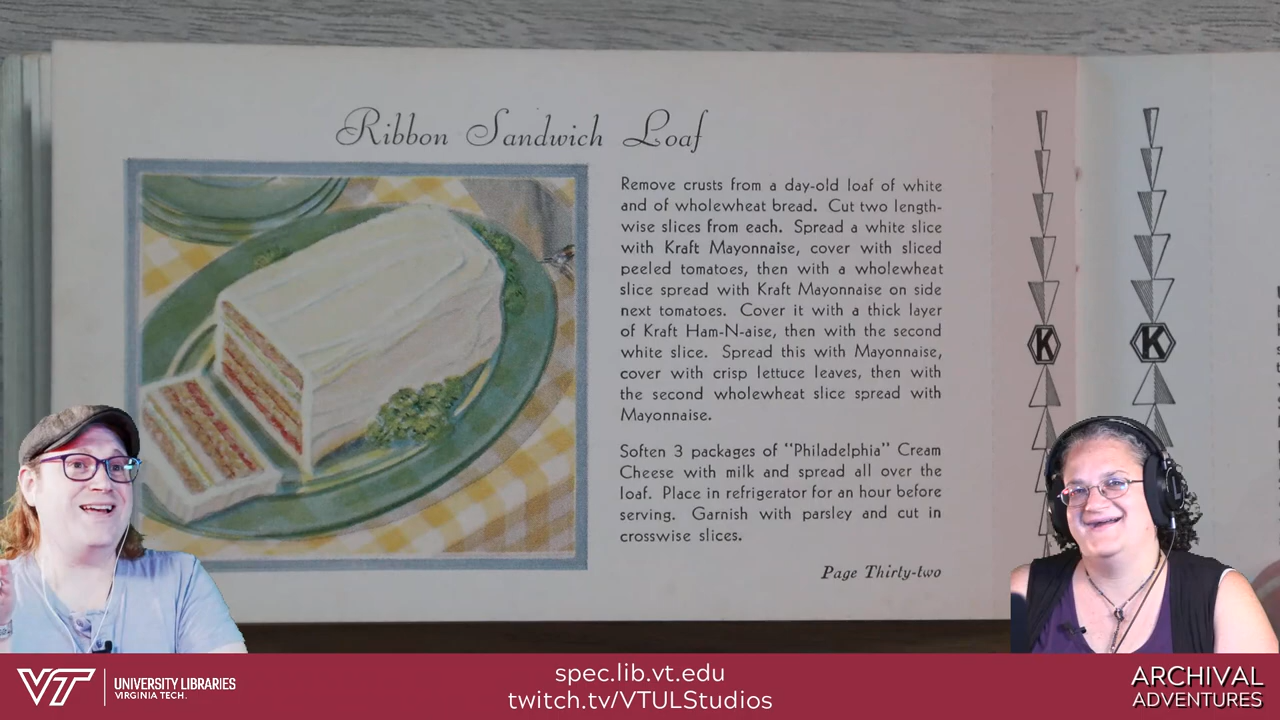 Ribbon Sandwich Loaf
Remove crusts from a day-old loaf of white
and of wholewheat bread. Cut two length-
wise slices from each. Spread a white slice
with Kraft Mayonnaise, cover with sliced
peeled tomatoes, then with a wholewheat
slice spread with Kraft Mayonnaise on side
next tomatoes. Cover it with a thick layer
of Kraft Ham-N-aise, then with the second
white slice. Spread this with Mayonnaise,
cover with crisp lettuce leaves, then with
the second wholewheat slice spread with
Mayonnaise.
Soften 3 packages of "Philadelphia" Cream
Cheese with milk and spread all over the
loaf. Place in refrigerator for an hour before
serving. Garnish with parsley and cut in
crosswise slices.
Page Thirty-two
K
K
VT
UNIVERSITY LIBRARIES
VIRGINIA TECH.
spec.lib.vt.edu
twitch.tv/VTULStudios
ARCHIVAL
ADVENTURES